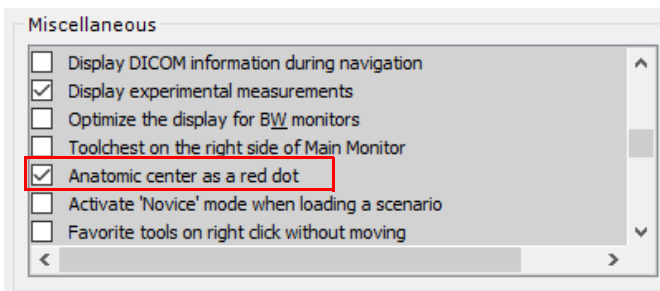 Miscellaneous
Display DICOM information during navigation
Display experimental measurements
Optimize the display for BW monitors
Toolchest on the right side of Main Monitor
Anatomic center as a red dot
Activate 'Novice' mode when loading a scenario
Favorite tools on right click without moving